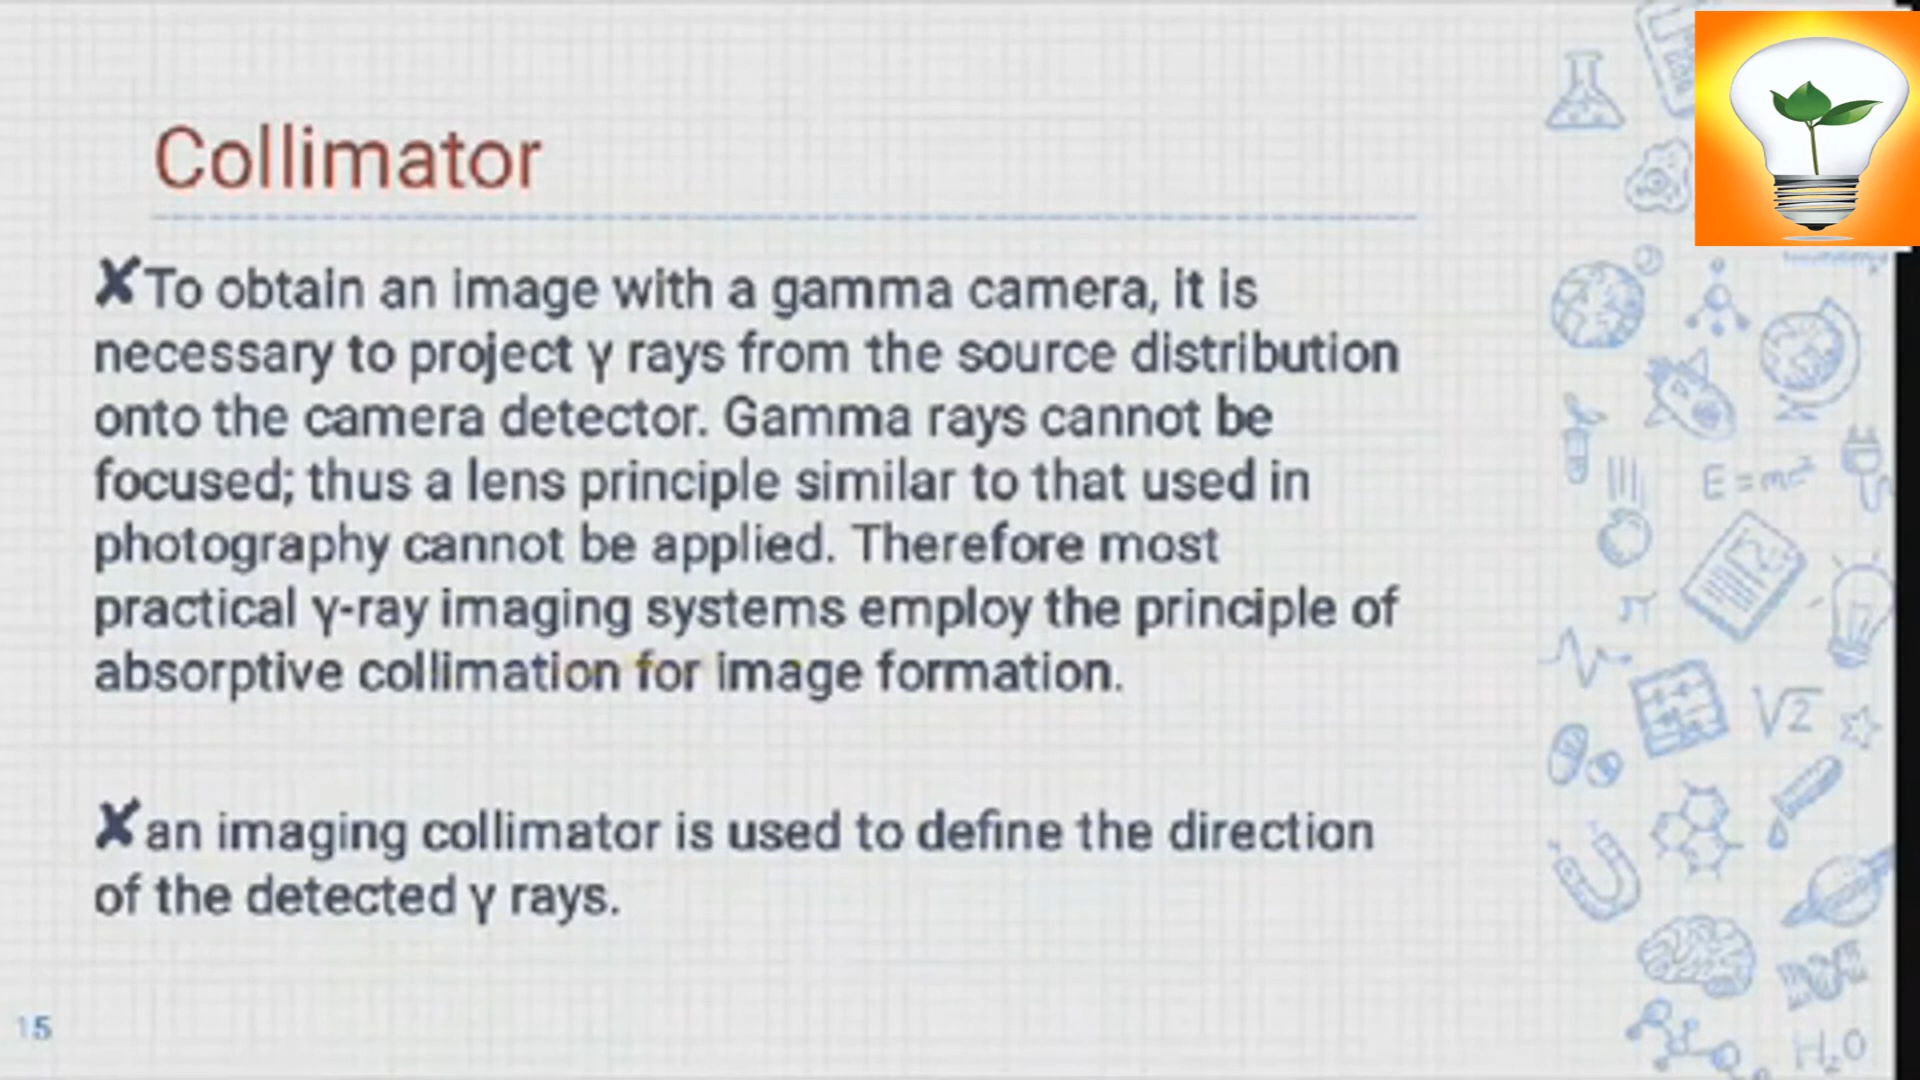 Collimator
✘To obtain an image with a gamma camera, it is
necessary to project γ rays from the source distribution
onto the camera detector. Gamma rays cannot be
focused; thus a lens principle similar to that used in
photography cannot be applied. Therefore most
practical γ-ray imaging systems employ the principle of
absorptive collimation for image formation.
✘an imaging collimator is used to define the direction
of the detected γ rays.
15
E=mc²
π
√2
H₂O